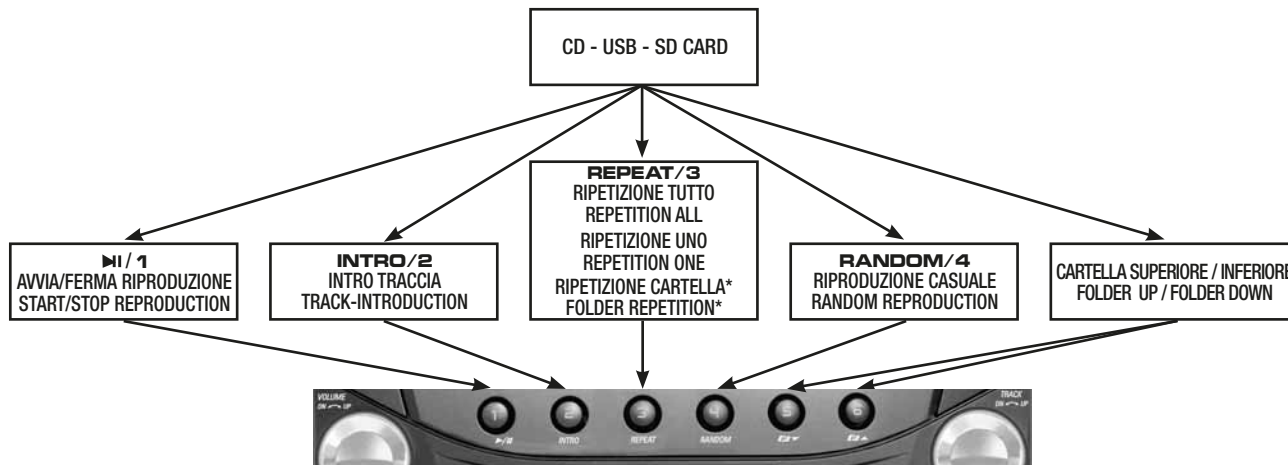 CD - USB - SD CARD
REPEAT/3
RIPETIZIONE TUTTO
REPETITION ALL
RIPETIZIONE UNO
REPETITION ONE
RIPETIZIONE CARTELLA*
FOLDER REPETITION*
▶II / 1
AVVIA/FERMA RIPRODUZIONE
START/STOP REPRODUCTION
INTRO/2
INTRO TRACCIA
TRACK-INTRODUCTION
RANDOM/4
RIPRODUZIONE CASUALE
RANDOM REPRODUCTION
CARTELLA SUPERIORE / INFERIORE
FOLDER UP / FOLDER DOWN
VOLUME
ON UP
1 2 3 4 5 6
▶/II INTRO REPEAT RANDOM
TRACK
ON UP